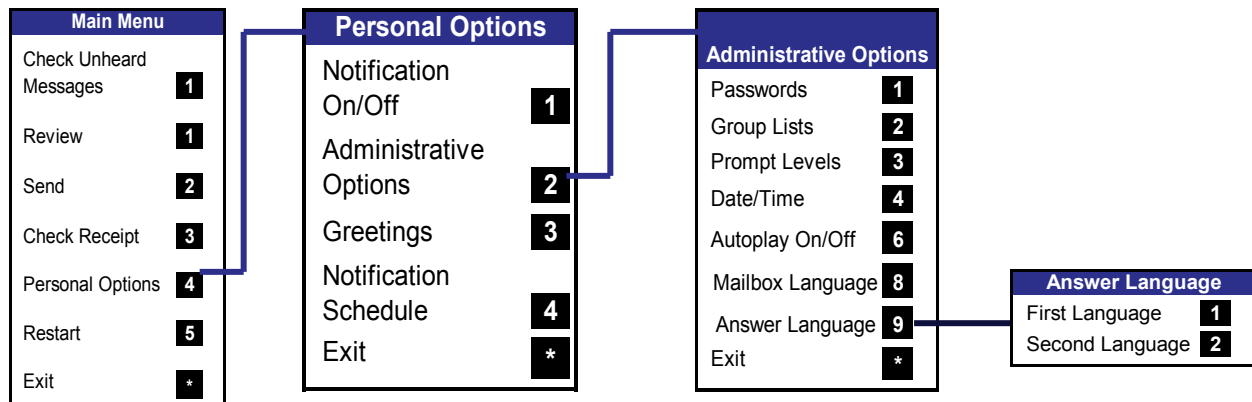 Main Menu
Check Unheard
Messages 1
Review 1
Send 2
Check Receipt 3
Personal Options 4
Restart 5
Exit *
Personal Options
Notification
On/Off 1
Administrative
Options 2
Greetings 3
Notification
Schedule 4
Exit *
Administrative Options
Passwords 1
Group Lists 2
Prompt Levels 3
Date/Time 4
Autoplay On/Off 6
Mailbox Language 8
Answer Language 9
Exit *
Answer Language
First Language 1
Second Language 2